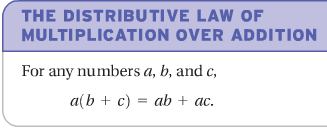 THE DISTRIBUTIVE LAW OF
MULTIPLICATION OVER ADDITION
For any numbers a, b, and c,
a(b + c) = ab + ac.